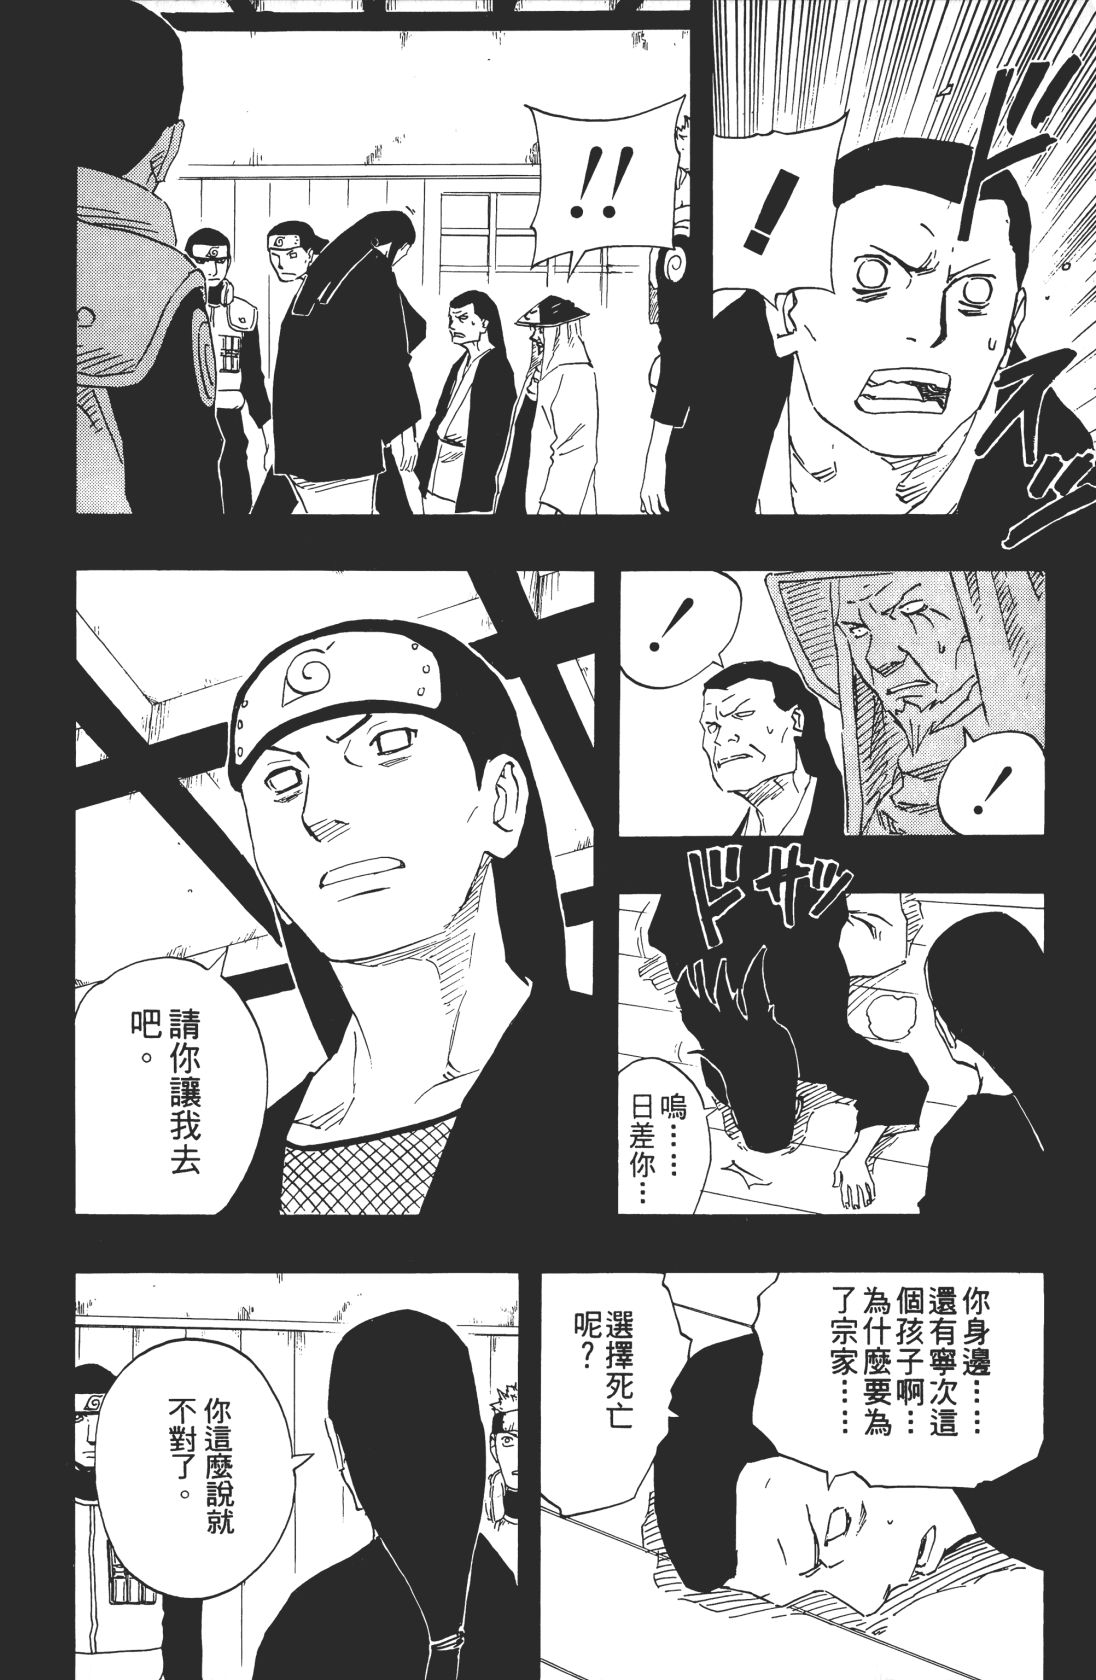 ド
ズッ
!
!!
!
!
ドサッ
嗚……
日差你…
請你讓我去
吧。
你身邊……
還有寧次這
個孩子啊…
為什麼要為
了宗家……
選擇死亡
呢?
你這麼說就
不對了。